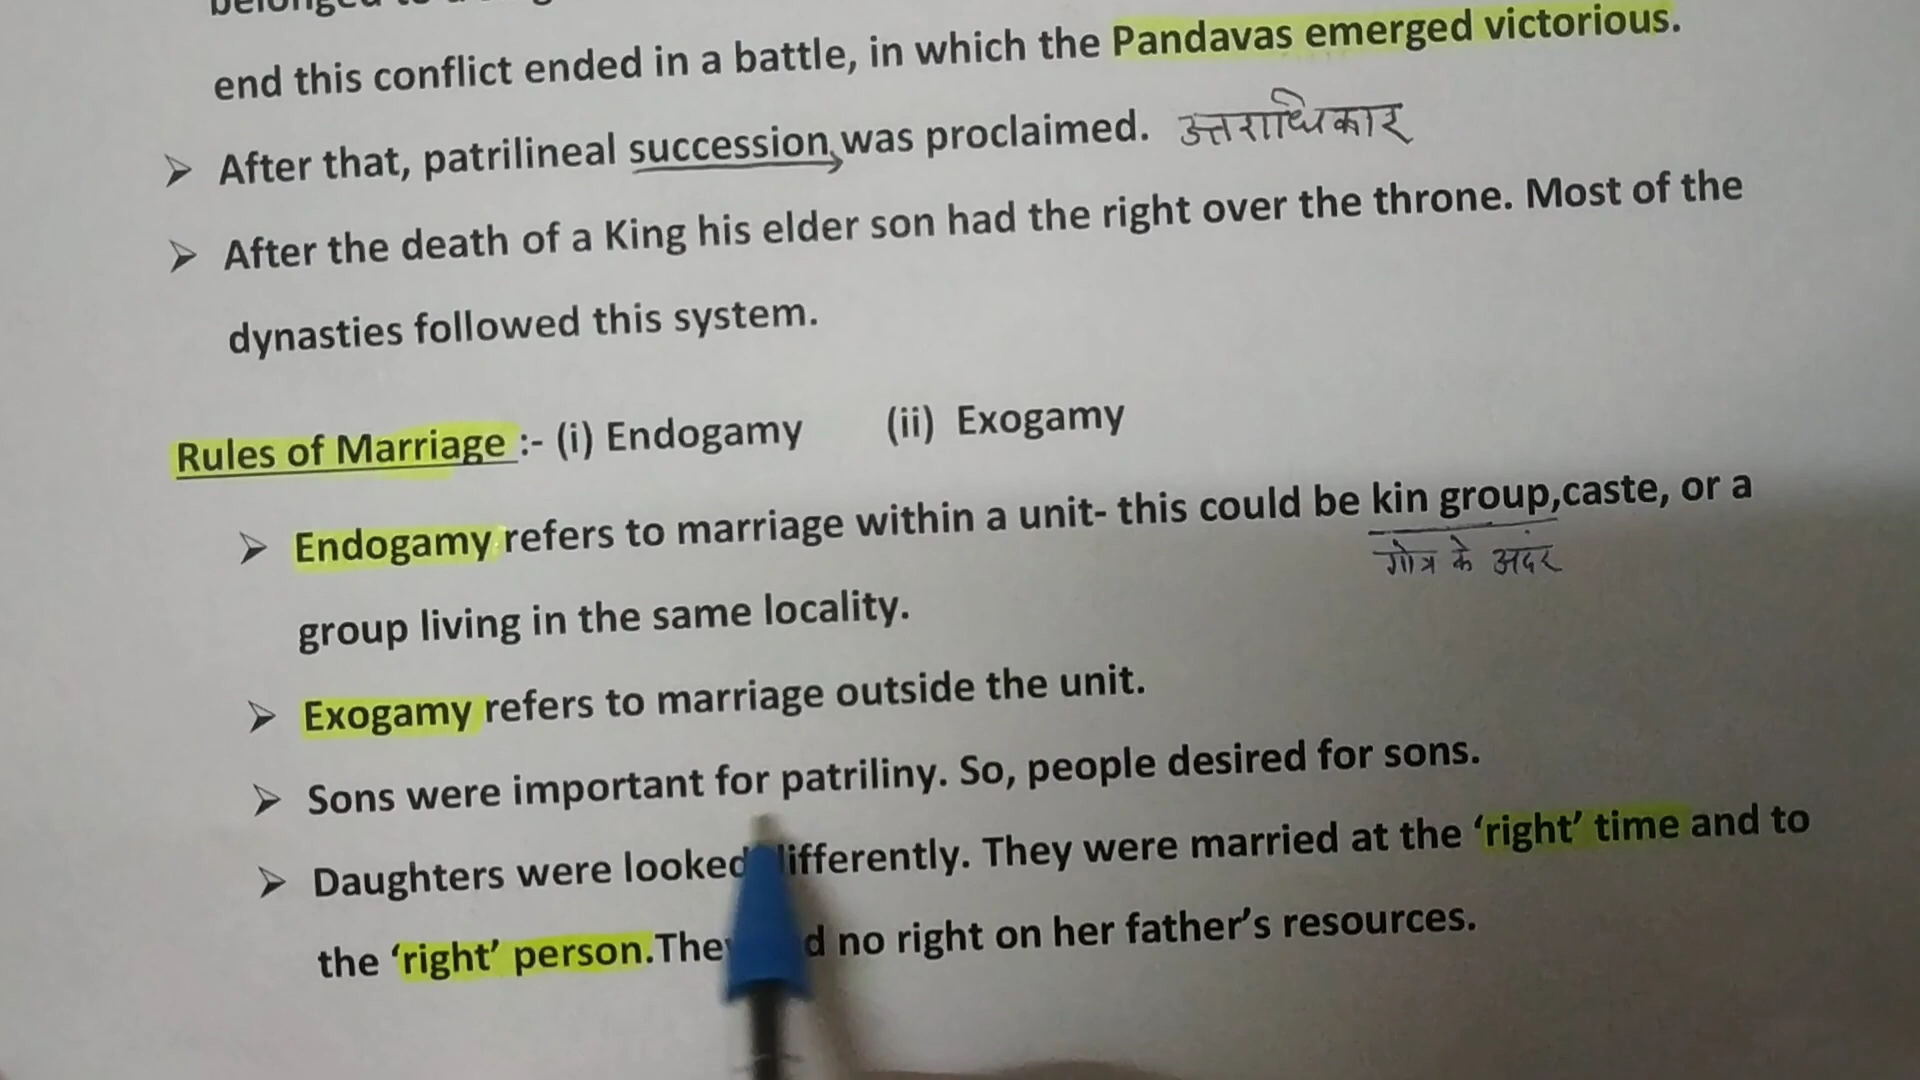 end this conflict ended in a battle, in which the Pandavas emerged victorious.
➢ After that, patrilineal succession, was proclaimed. उत्तराधिकार
➢ After the death of a King his elder son had the right over the throne. Most of the
dynasties followed this system.
Rules of Marriage :- (i) Endogamy (ii) Exogamy
➢ Endogamy refers to marriage within a unit- this could be kin group,caste, or a
गोत्र के अदंर
group living in the same locality.
➢ Exogamy refers to marriage outside the unit.
➢ Sons were important for patriliny. So, people desired for sons.
➢ Daughters were looked differently. They were married at the ‘right’ time and to
the ‘right’ person.They no right on her father’s resources.